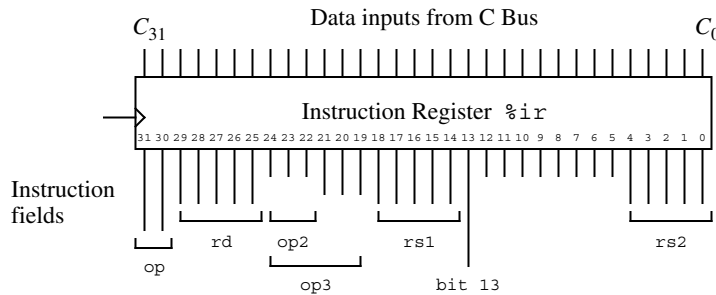 Data inputs from C Bus
C31 C0
Instruction Register %ir
31 30 29 28 27 26 25 24 23 22 21 20 19 18 17 16 15 14 13 12 11 10 9 8 7 6 5 4 3 2 1 0
Instruction
fields
rd op2 rs1 rs2
op op3 bit 13